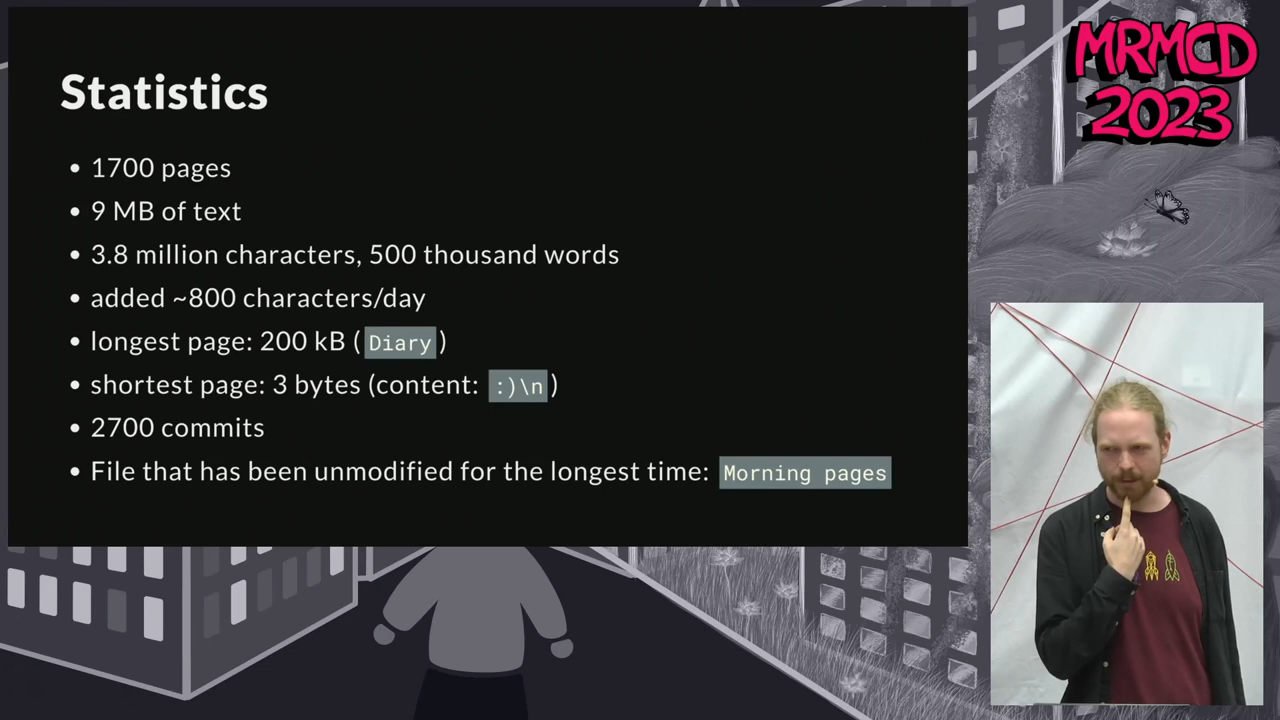 Statistics
• 1700 pages
• 9 MB of text
• 3.8 million characters, 500 thousand words
• added ~800 characters/day
• longest page: 200 kB (Diary)
• shortest page: 3 bytes (content: :)\n)
• 2700 commits
• File that has been unmodified for the longest time: Morning pages
MRMCD
2023